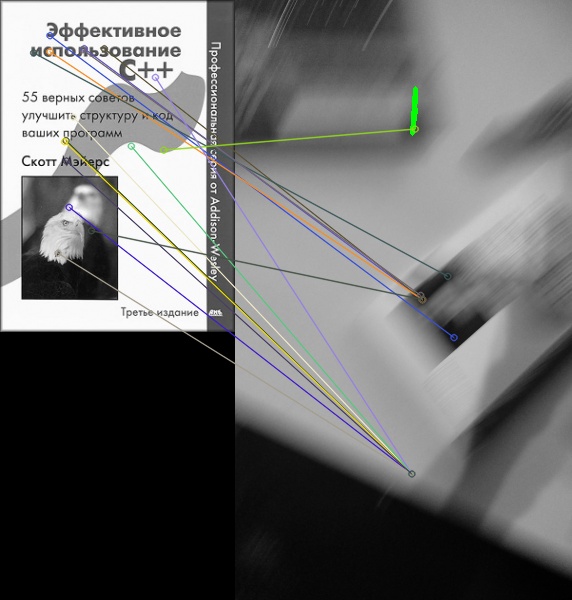 Эффективное
использование
C++
55 верных советов
улучшить структуру и код
ваших программ
Скотт Мэйерс
Третье издание
Профессиональная серия от Addison-Wesley